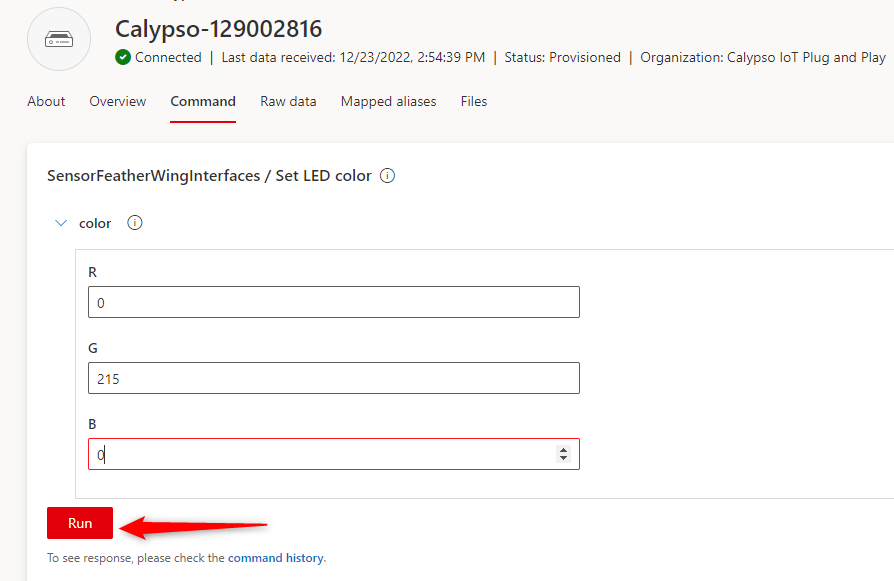 Calypso-129002816
Connected | Last data received: 12/23/2022, 2:54:39 PM | Status: Provisioned | Organization: Calypso IoT Plug and Play
About Overview Command Raw data Mapped aliases Files
SensorFeatherWingInterfaces / Set LED color
color
R
0
G
215
B
0
Run
To see response, please check the command history.